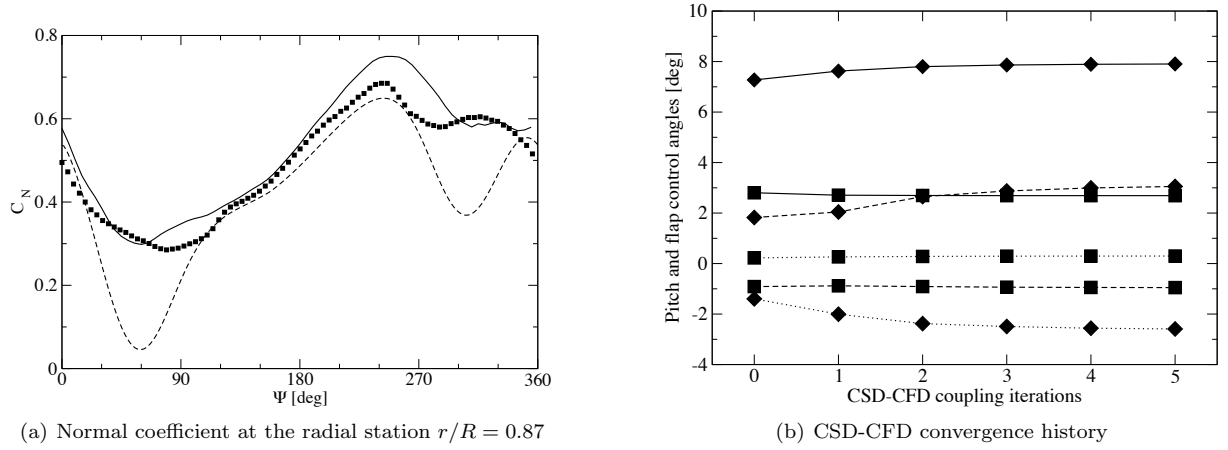 0.8
0.6
0.4
0.2
0
C_N
0 90 180 270 360
Ψ [deg]
(a) Normal coefficient at the radial station r/R = 0.87
10
8
6
4
2
0
-2
-4
Pitch and flap control angles [deg]
0 1 2 3 4 5
CSD-CFD coupling iterations
(b) CSD-CFD convergence history